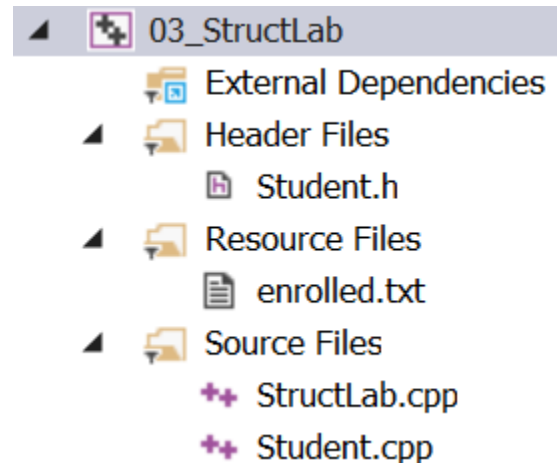 03_StructLab
External Dependencies
Header Files
Student.h
Resource Files
enrolled.txt
Source Files
StructLab.cpp
Student.cpp